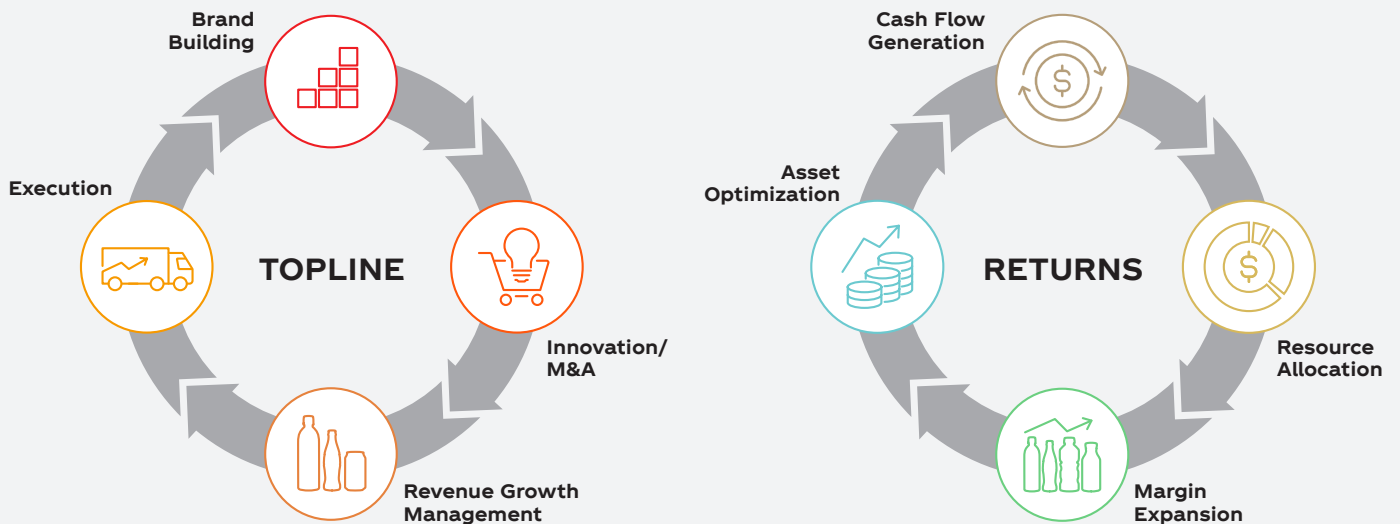 Brand
Building
Execution
TOPLINE
Innovation/
M&A
Revenue Growth
Management
Cash Flow
Generation
$
Asset
Optimization
RETURNS
$
Resource
Allocation
Margin
Expansion